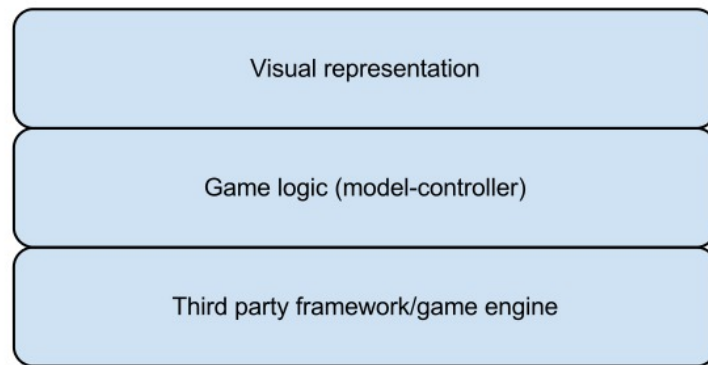 Visual representation
Game logic (model-controller)
Third party framework/game engine